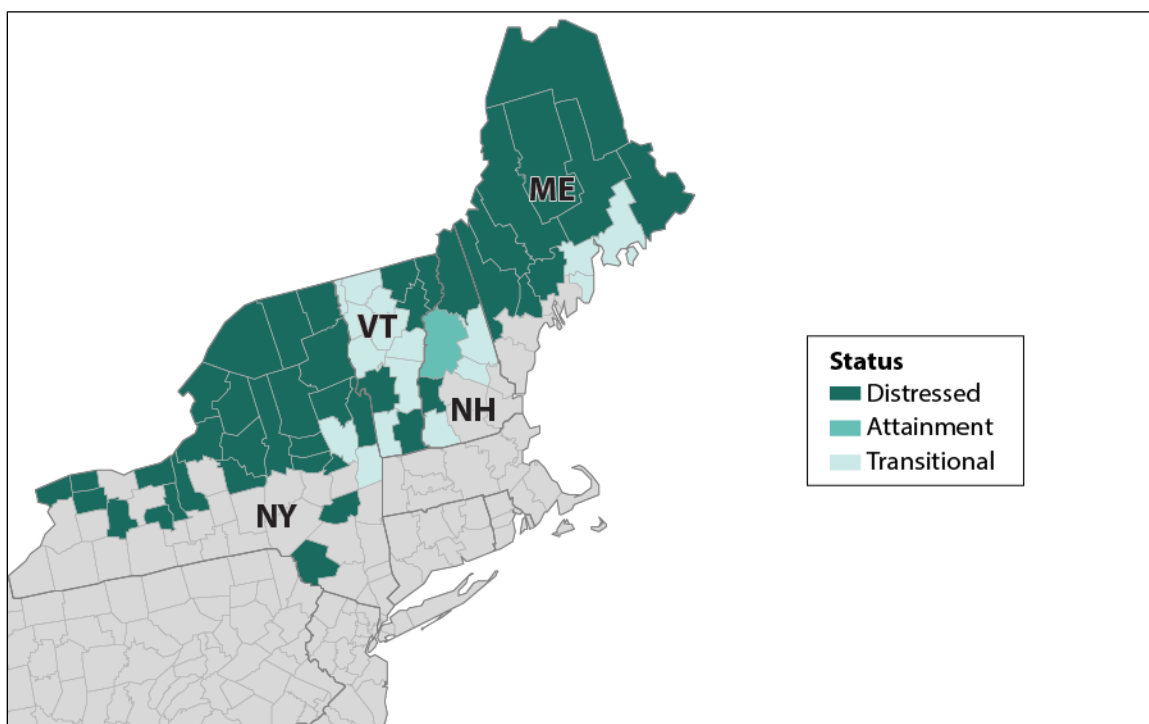 ME
VT
NH
NY
Status
Distressed
Attainment
Transitional